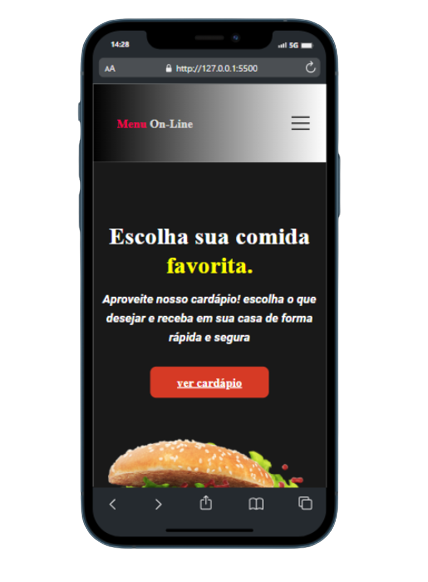 14:28
5G
AA
http://127.0.0.1:5500
Menu On-Line
Escolha sua comida
favorita.
Aproveite nosso cardápio! escolha o que
desejar e receba em sua casa de forma
rápida e segura
ver cardápio